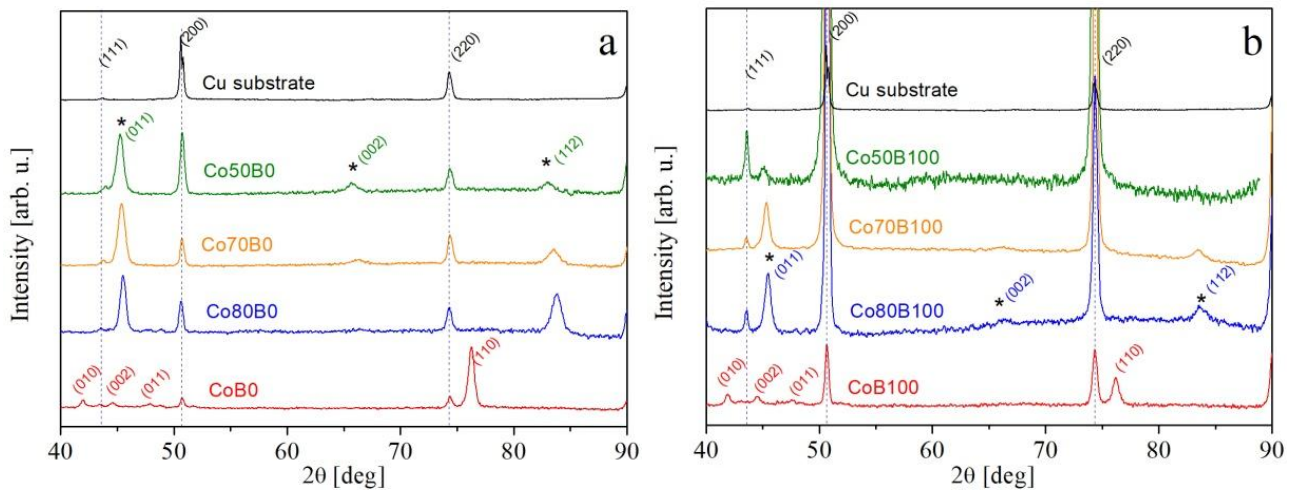 a
(111)
(200)
(220)
Cu substrate
*
(011)
*
(002)
*
(112)
Co50B0
Co70B0
Co80B0
(010)
(002)
(011)
(110)
CoB0
40 50 60 70 80 90
2θ [deg]
Intensity [arb. u.]
b
(111)
(200)
(220)
Cu substrate
Co50B100
Co70B100
*
(011)
*
(002)
*
(112)
Co80B100
(010)
(002)
(011)
(110)
CoB100
40 50 60 70 80 90
2θ [deg]
Intensity [arb. u.]